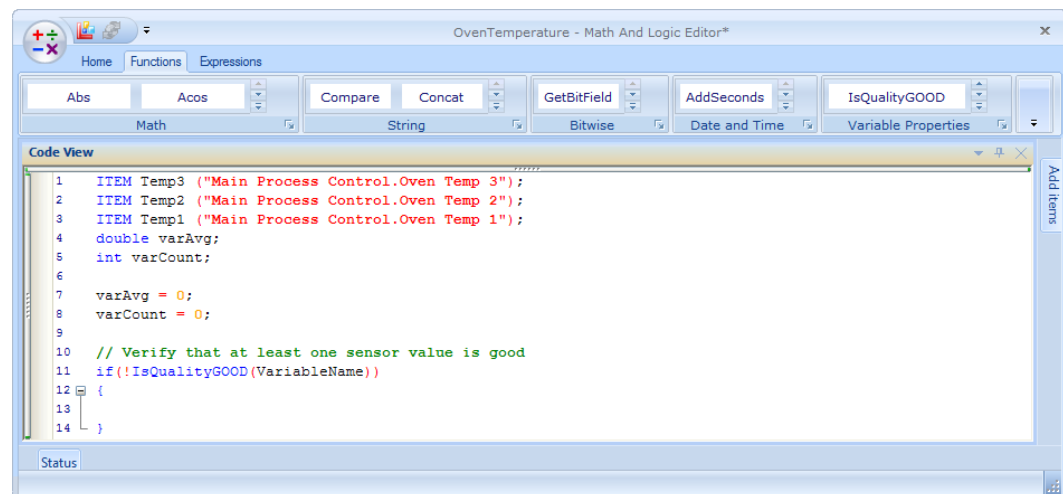 OvenTemperature - Math And Logic Editor*
Home Functions Expressions
Abs Acos Compare Concat GetBitField AddSeconds IsQualityGOOD
Math String Bitwise Date and Time Variable Properties
Code View
Add items
1 ITEM Temp3 ("Main Process Control.Oven Temp 3");
2 ITEM Temp2 ("Main Process Control.Oven Temp 2");
3 ITEM Temp1 ("Main Process Control.Oven Temp 1");
4 double varAvg;
5 int varCount;
6
7 varAvg = 0;
8 varCount = 0;
9
10 // Verify that at least one sensor value is good
11 if(!IsQualityGOOD(VariableName))
12 {
13
14 }
Status